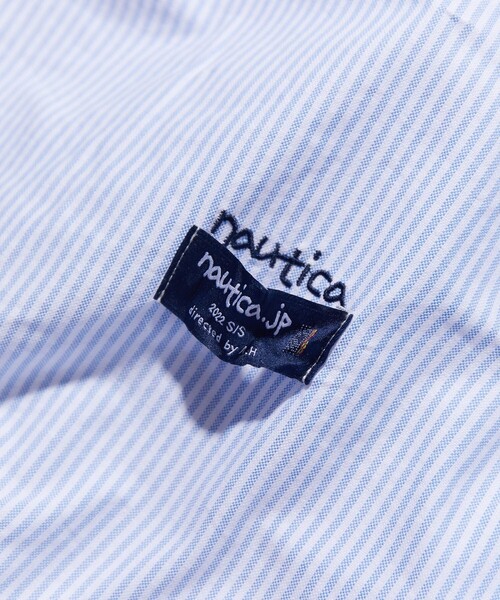 nautica
nautica.jp
2022 S/S
directed by A.H